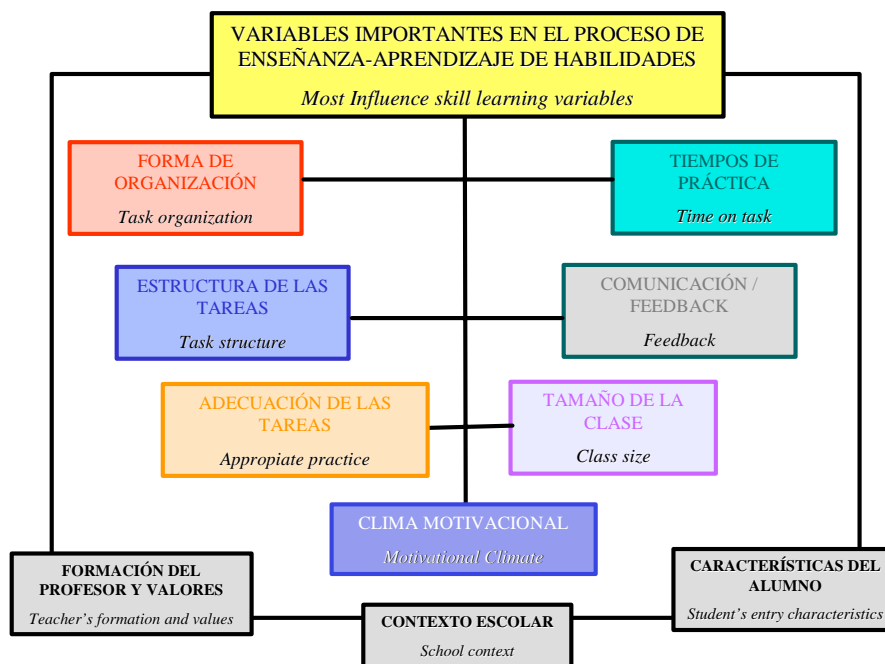 VARIABLES IMPORTANTES EN EL PROCESO DE
ENSEÑANZA-APRENDIZAJE DE HABILIDADES
Most Influence skill learning variables
FORMA DE
ORGANIZACIÓN
Task organization
TIEMPOS DE
PRÁCTICA
Time on task
ESTRUCTURA DE LAS
TAREAS
Task structure
COMUNICACIÓN /
FEEDBACK
Feedback
ADECUACIÓN DE LAS
TAREAS
Appropiate practice
TAMAÑO DE LA
CLASE
Class size
CLIMA MOTIVACIONAL
Motivational Climate
FORMACIÓN DEL
PROFESOR Y VALORES
Teacher’s formation and values
CONTEXTO ESCOLAR
School context
CARACTERÍSTICAS DEL
ALUMNO
Student’s entry characteristics